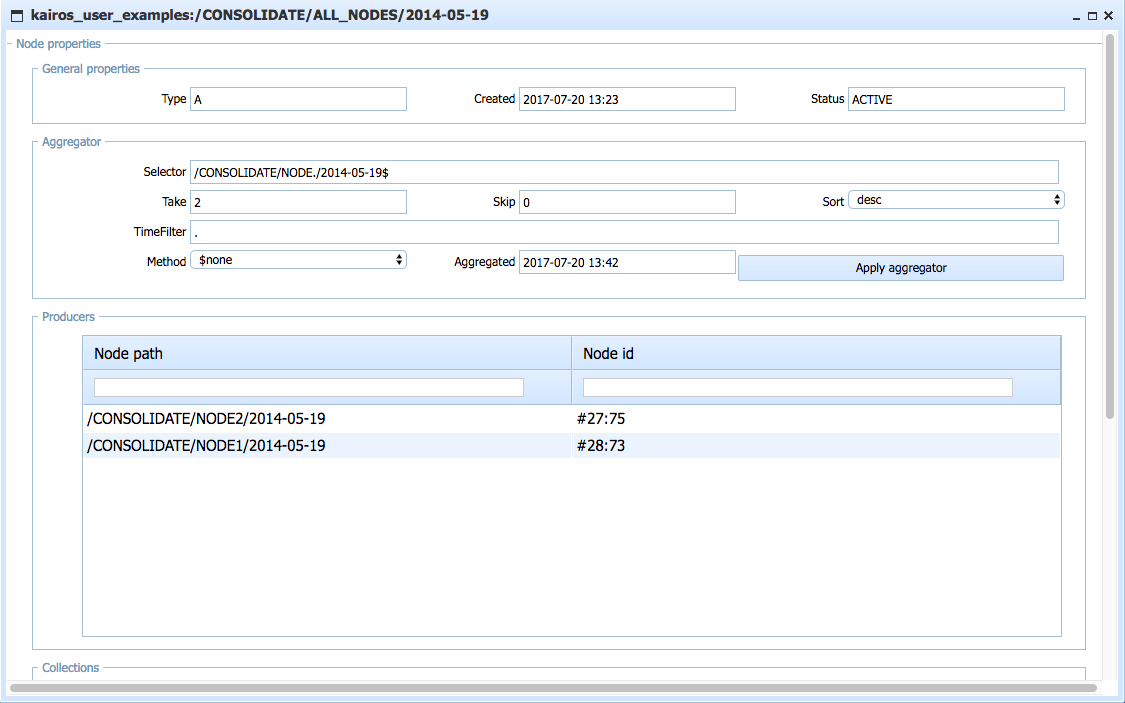 kairos_user_examples:/CONSOLIDATE/ALL_NODES/2014-05-19
Node properties
General properties
Type A Created 2017-07-20 13:23 Status ACTIVE
Aggregator
Selector /CONSOLIDATE/NODE./2014-05-19$
Take 2 Skip 0 Sort desc
TimeFilter .
Method $none Aggregated 2017-07-20 13:42 Apply aggregator
Producers
Node path Node id
/CONSOLIDATE/NODE2/2014-05-19 #27:75
/CONSOLIDATE/NODE1/2014-05-19 #28:73
Collections